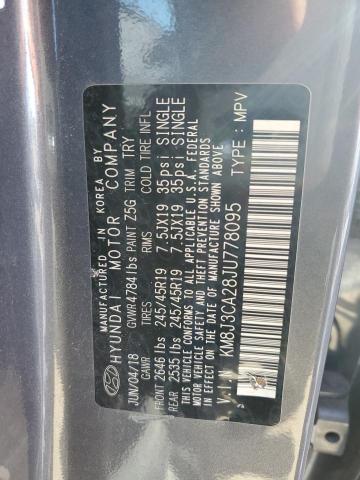 MANUFACTURED IN KOREA BY
HYUNDAI MOTOR COMPANY
JUN/04/18 GVWR 4784 lbs PAINT Z5G TRIM TRY
GAWR TIRES RIMS COLD TIRE INFL
FRONT 2646 lbs 245/45R19 7.5JX19 35psi SINGLE
REAR 2535 lbs 245/45R19 7.5JX19 35psi SINGLE
THIS VEHICLE CONFORMS TO ALL APPLICABLE U.S.A. FEDERAL
MOTOR VEHICLE SAFETY, BUMPER, AND THEFT PREVENTION
STANDARDS IN EFFECT ON THE DATE OF MANUFACTURE SHOWN ABOVE.
V.I.N: KM8J3CA28JU778095 TYPE: MPV